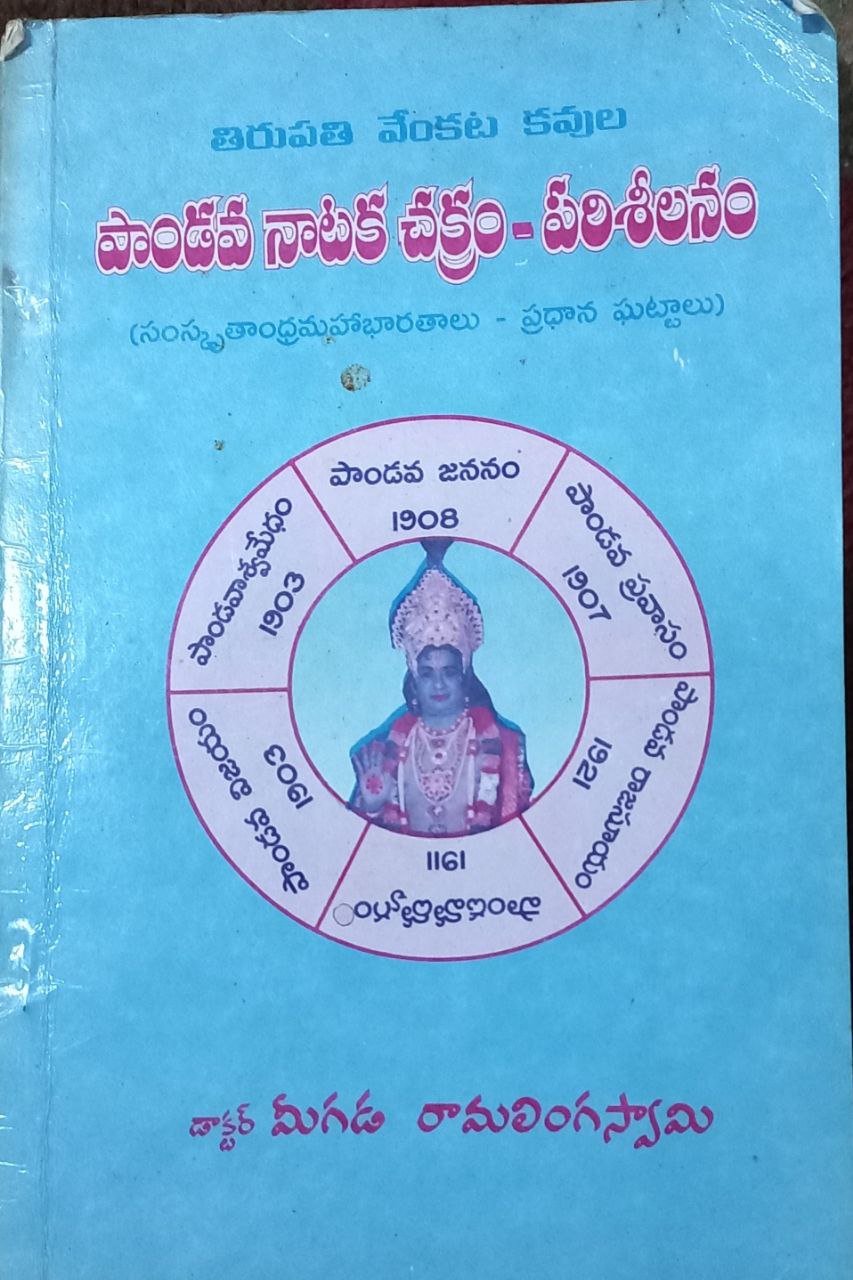 తిరుపతి వేంకట కవుల
పాండవ నాటక చక్రం - పరిశీలనం
(సంస్కృతాంధ్రమహాభారతాలు - ప్రధాన ఘట్టాలు)
పాండవ జననం
1908
పాండవ ప్రవాసం
1907
పాండవ రాజసూయం
1921
పాండవోద్యోగం
1911
పాండవ విజయం
1903
పాండవాశ్వమేధం
1903
డాక్టర్ మీగడ రామలింగస్వామి